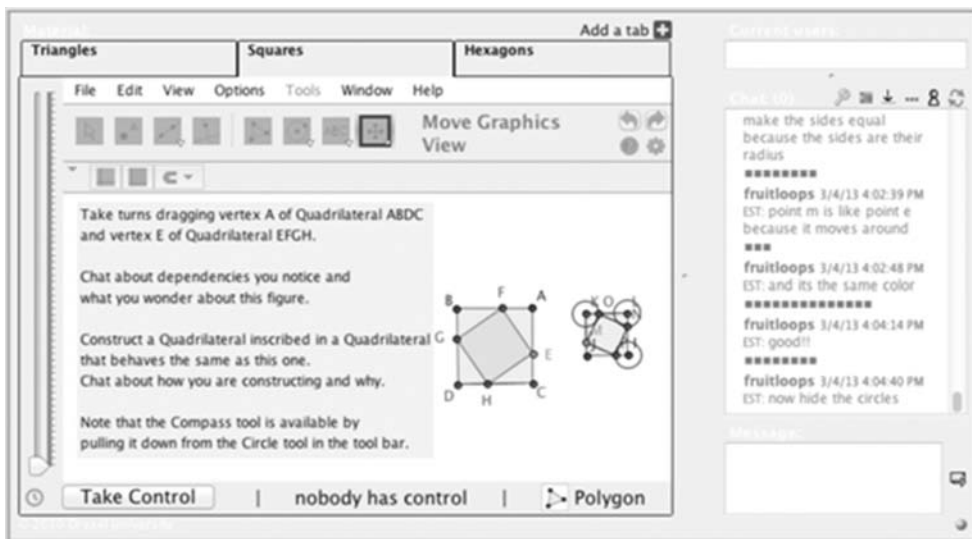 Material:
Add a tab
Current users:
Triangles
Squares
Hexagons
File Edit View Options Tools Window Help
Move Graphics
View
Take turns dragging vertex A of Quadrilateral ABDC
and vertex E of Quadrilateral EFGH.
Chat about dependencies you notice and
what you wonder about this figure.
Construct a Quadrilateral inscribed in a Quadrilateral
that behaves the same as this one.
Chat about how you are constructing and why.
Note that the Compass tool is available by
pulling it down from the Circle tool in the tool bar.
B F A
G
E
D H C
K O L
N
M
Take Control | nobody has control | Polygon
Chat: (0)
make the sides equal
because the sides are their
radius
fruitloops 3/4/13 4:02:39 PM
EST: point m is like point e
because it moves around
fruitloops 3/4/13 4:02:48 PM
EST: and its the same color
fruitloops 3/4/13 4:04:14 PM
EST: good!!
fruitloops 3/4/13 4:04:40 PM
EST: now hide the circles
Message: